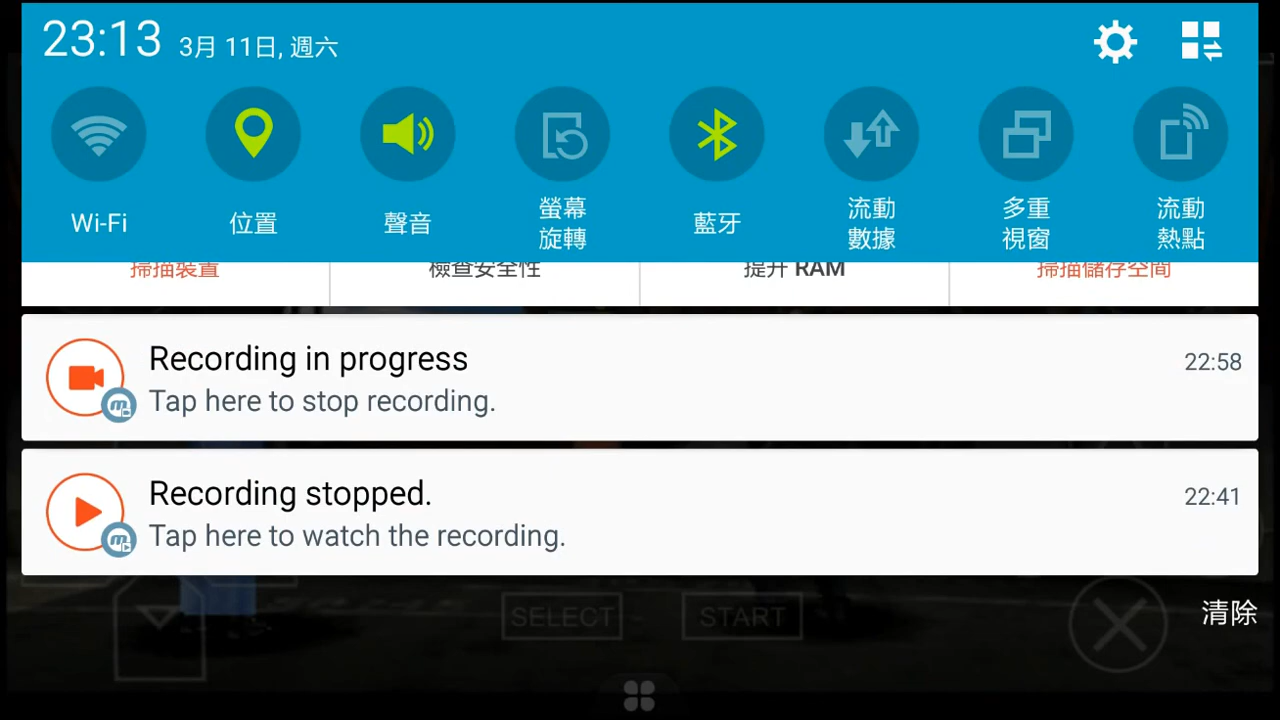 23:13 3月 11日, 週六
Wi-Fi 位置 聲音 螢幕 旋轉 藍牙 流動 數據 多重 視窗 流動 熱點
掃描裝置 檢查安全性 提升 RAM 掃描儲存空間
Recording in progress 22:58
Tap here to stop recording.
Recording stopped. 22:41
Tap here to watch the recording.
SELECT START 清除